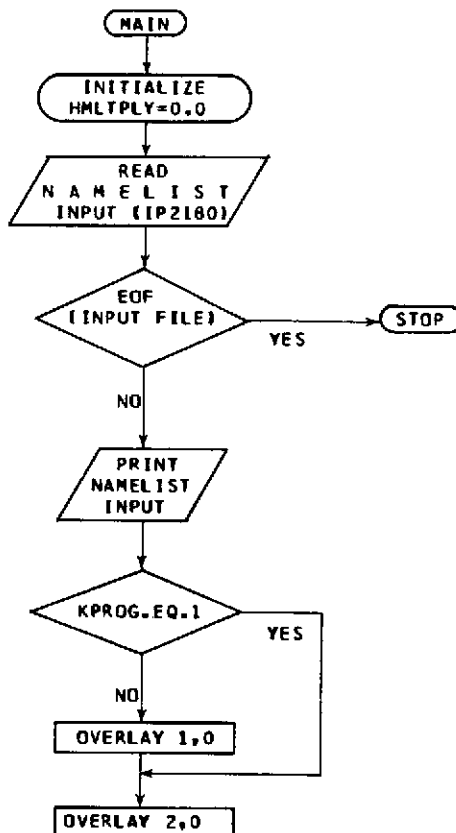 MAIN
INITIALIZE
HMLTPLY=0.0
READ
N A M E L I S T
INPUT (IP2180)
EOF
(INPUT FILE)
YES
STOP
NO
PRINT
NAMELIST
INPUT
KPROG.EQ.1
YES
NO
OVERLAY 1,0
OVERLAY 2,0